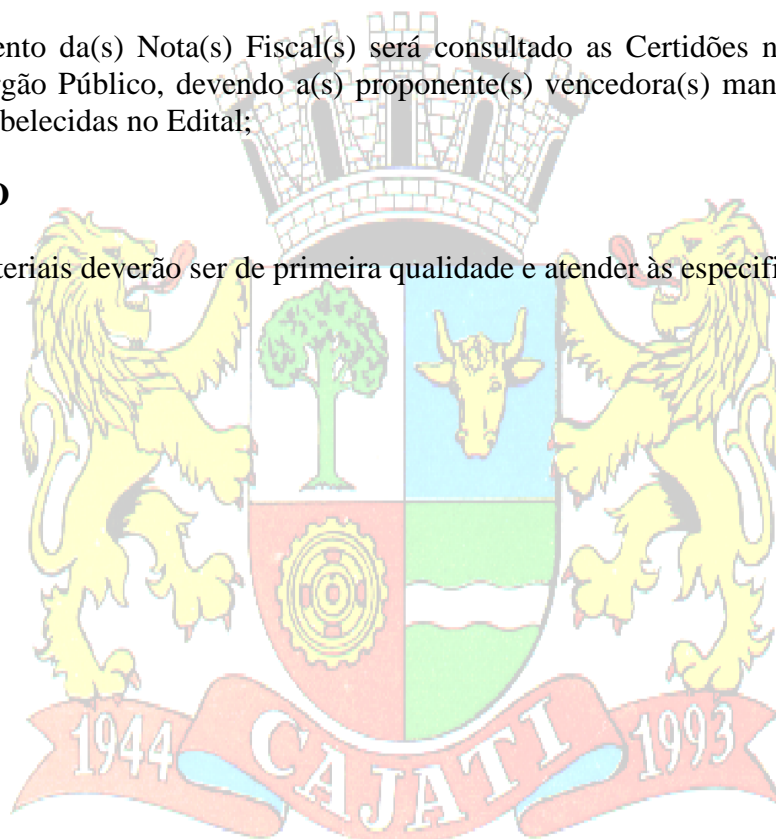 ento da(s) Nota(s) Fiscal(s) será consultado as Certidões n
rgão Público, devendo a(s) proponente(s) vencedora(s) man
belecidas no Edital;
O
teriais deverão ser de primeira qualidade e atender às especifi
1944 CAJATI 1993